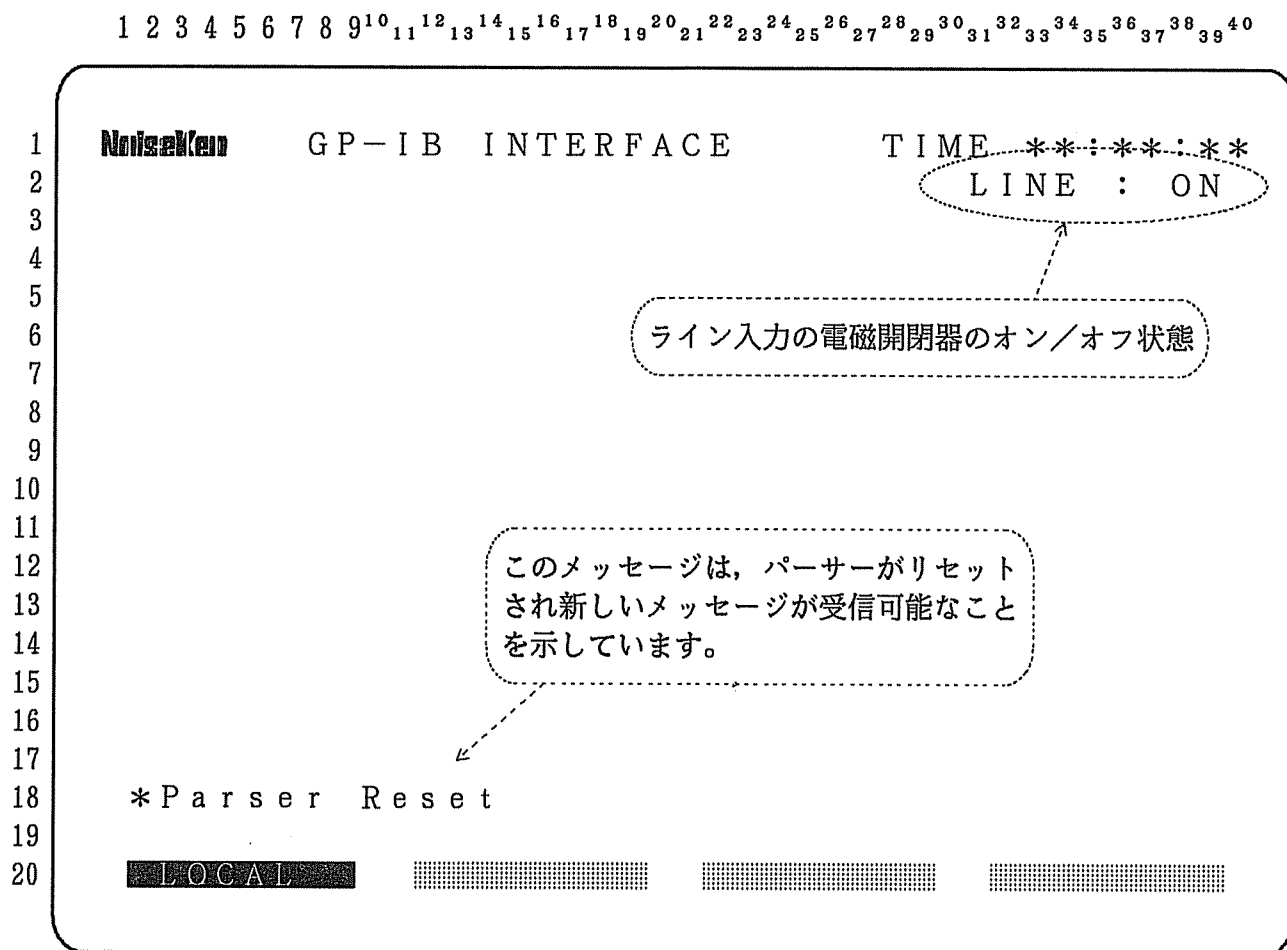 1 2 3 4 5 6 7 8 9 10 11 12 13 14 15 16 17 18 19 20 21 22 23 24 25 26 27 28 29 30 31 32 33 34 35 36 37 38 39 40
1 NoiseKen GP-IB INTERFACE TIME **:**:**
2 LINE : ON
3
4
5
6 ライン入力の電磁開閉器のオン／オフ状態
7
8
9
10
11
12 このメッセージは，パーサーがリセット
13 され新しいメッセージが受信可能なこと
14 を示しています。
15
16
17
18 *Parser Reset
19
20 LOCAL